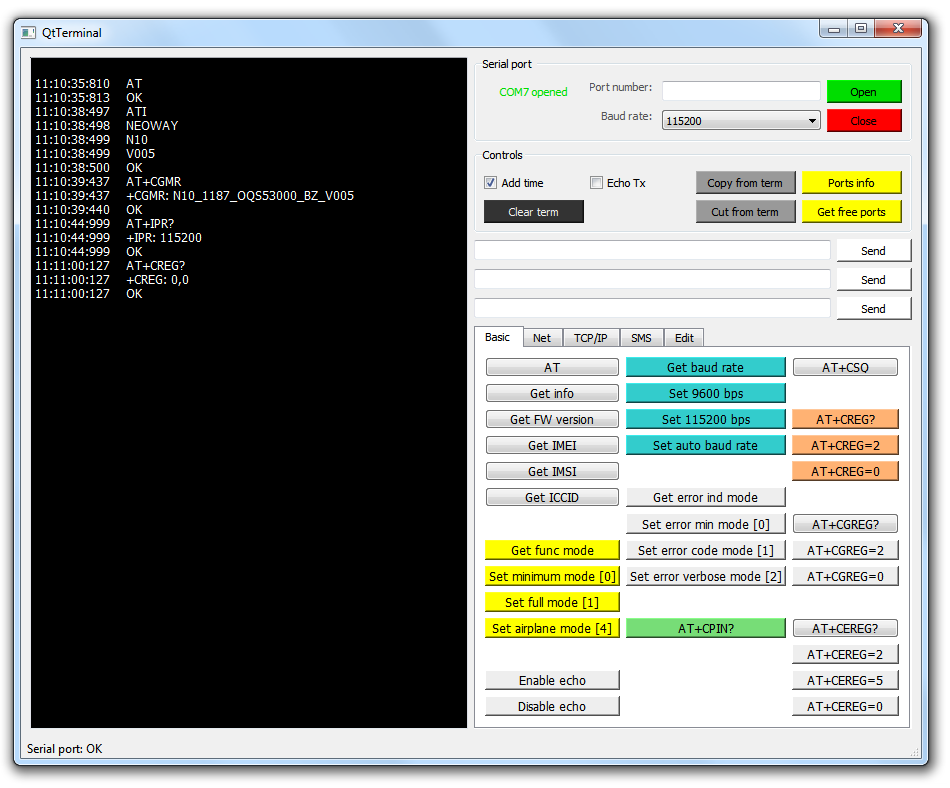 QtTerminal
11:10:35:810 AT
11:10:35:813 OK
11:10:38:497 ATI
11:10:38:498 NEOWAY
11:10:38:499 N10
11:10:38:499 V005
11:10:38:500 OK
11:10:39:437 AT+CGMR
11:10:39:437 +CGMR: N10_1187_OQS53000_BZ_V005
11:10:39:440 OK
11:10:44:999 AT+IPR?
11:10:44:999 +IPR: 115200
11:10:44:999 OK
11:11:00:127 AT+CREG?
11:11:00:127 +CREG: 0,0
11:11:00:127 OK
Serial port
COM7 opened Port number: Open
Baud rate: 115200 Close
Controls
Add time Echo Tx Copy from term Ports info
Clear term Cut from term Get free ports
Send
Send
Send
Basic Net TCP/IP SMS Edit
AT Get baud rate AT+CSQ
Get info Set 9600 bps
Get FW version Set 115200 bps AT+CREG?
Get IMEI Set auto baud rate AT+CREG=2
Get IMSI AT+CREG=0
Get ICCID Get error ind mode
Set error min mode [0] AT+CGREG?
Get func mode Set error code mode [1] AT+CGREG=2
Set minimum mode [0] Set error verbose mode [2] AT+CGREG=0
Set full mode [1]
Set airplane mode [4] AT+CPIN? AT+CEREG?
AT+CEREG=2
Enable echo AT+CEREG=5
Disable echo AT+CEREG=0
Serial port: OK